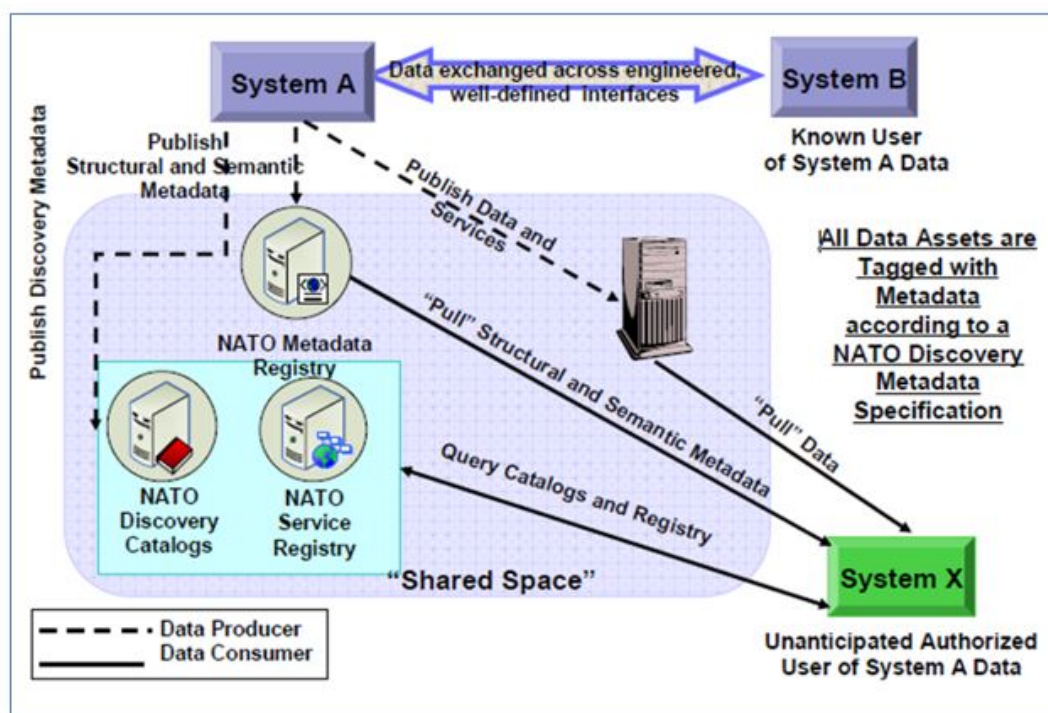 System A
Data exchanged across engineered,
well-defined interfaces
System B
Known User
of System A Data
Publish
Structural and Semantic
Metadata
Publish Discovery Metadata
Publish Data and
Services
All Data Assets are
Tagged with
Metadata
according to a
NATO Discovery
Metadata
Specification
NATO Metadata
Registry
“Pull” Structural and Semantic Metadata
“Pull” Data
Query Catalogs and Registry
NATO
Discovery
Catalogs
NATO
Service
Registry
“Shared Space”
System X
Unanticipated Authorized
User of System A Data
Data Producer
Data Consumer